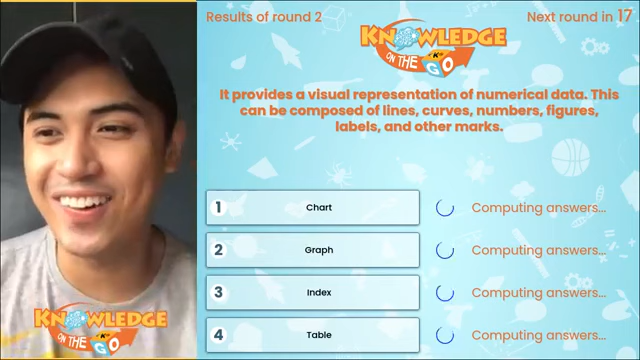 Results of round 2
Next round in 17
KNOWLEDGE
ON THE GO
It provides a visual representation of numerical data. This
can be composed of lines, curves, numbers, figures,
labels, and other marks.
1 Chart Computing answers...
2 Graph Computing answers...
3 Index Computing answers...
4 Table Computing answers...
KNOWLEDGE
ON THE GO